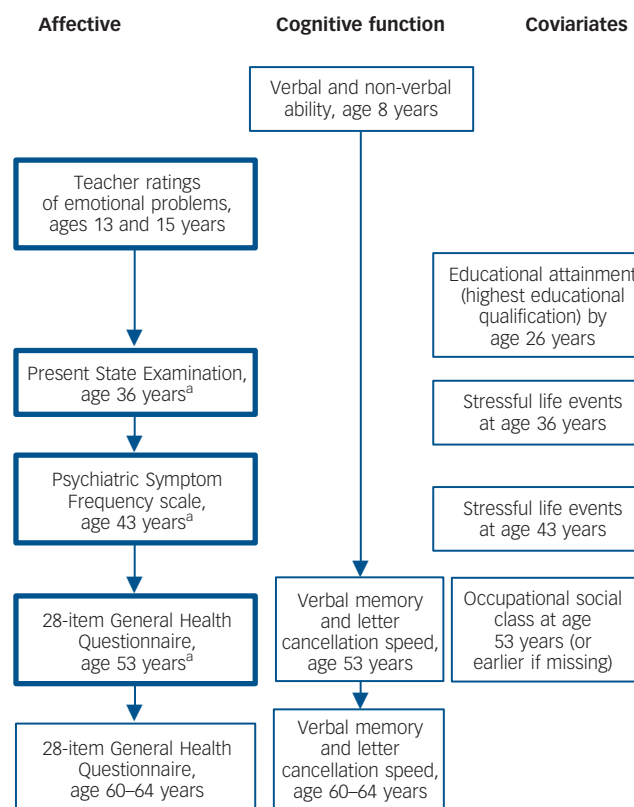 Affective
Cognitive function
Coviariates
Verbal and non-verbal
ability, age 8 years
Teacher ratings
of emotional problems,
ages 13 and 15 years
Educational attainment
(highest educational
qualification) by
age 26 years
Present State Examination,
age 36 yearsᵃ
Stressful life events
at age 36 years
Psychiatric Symptom
Frequency scale,
age 43 yearsᵃ
Stressful life events
at age 43 years
28-item General Health
Questionnaire,
age 53 yearsᵃ
Verbal memory
and letter
cancellation speed,
age 53 years
Occupational social
class at age
53 years (or
earlier if missing)
28-item General Health
Questionnaire,
age 60–64 years
Verbal memory
and letter
cancellation speed,
age 60–64 years